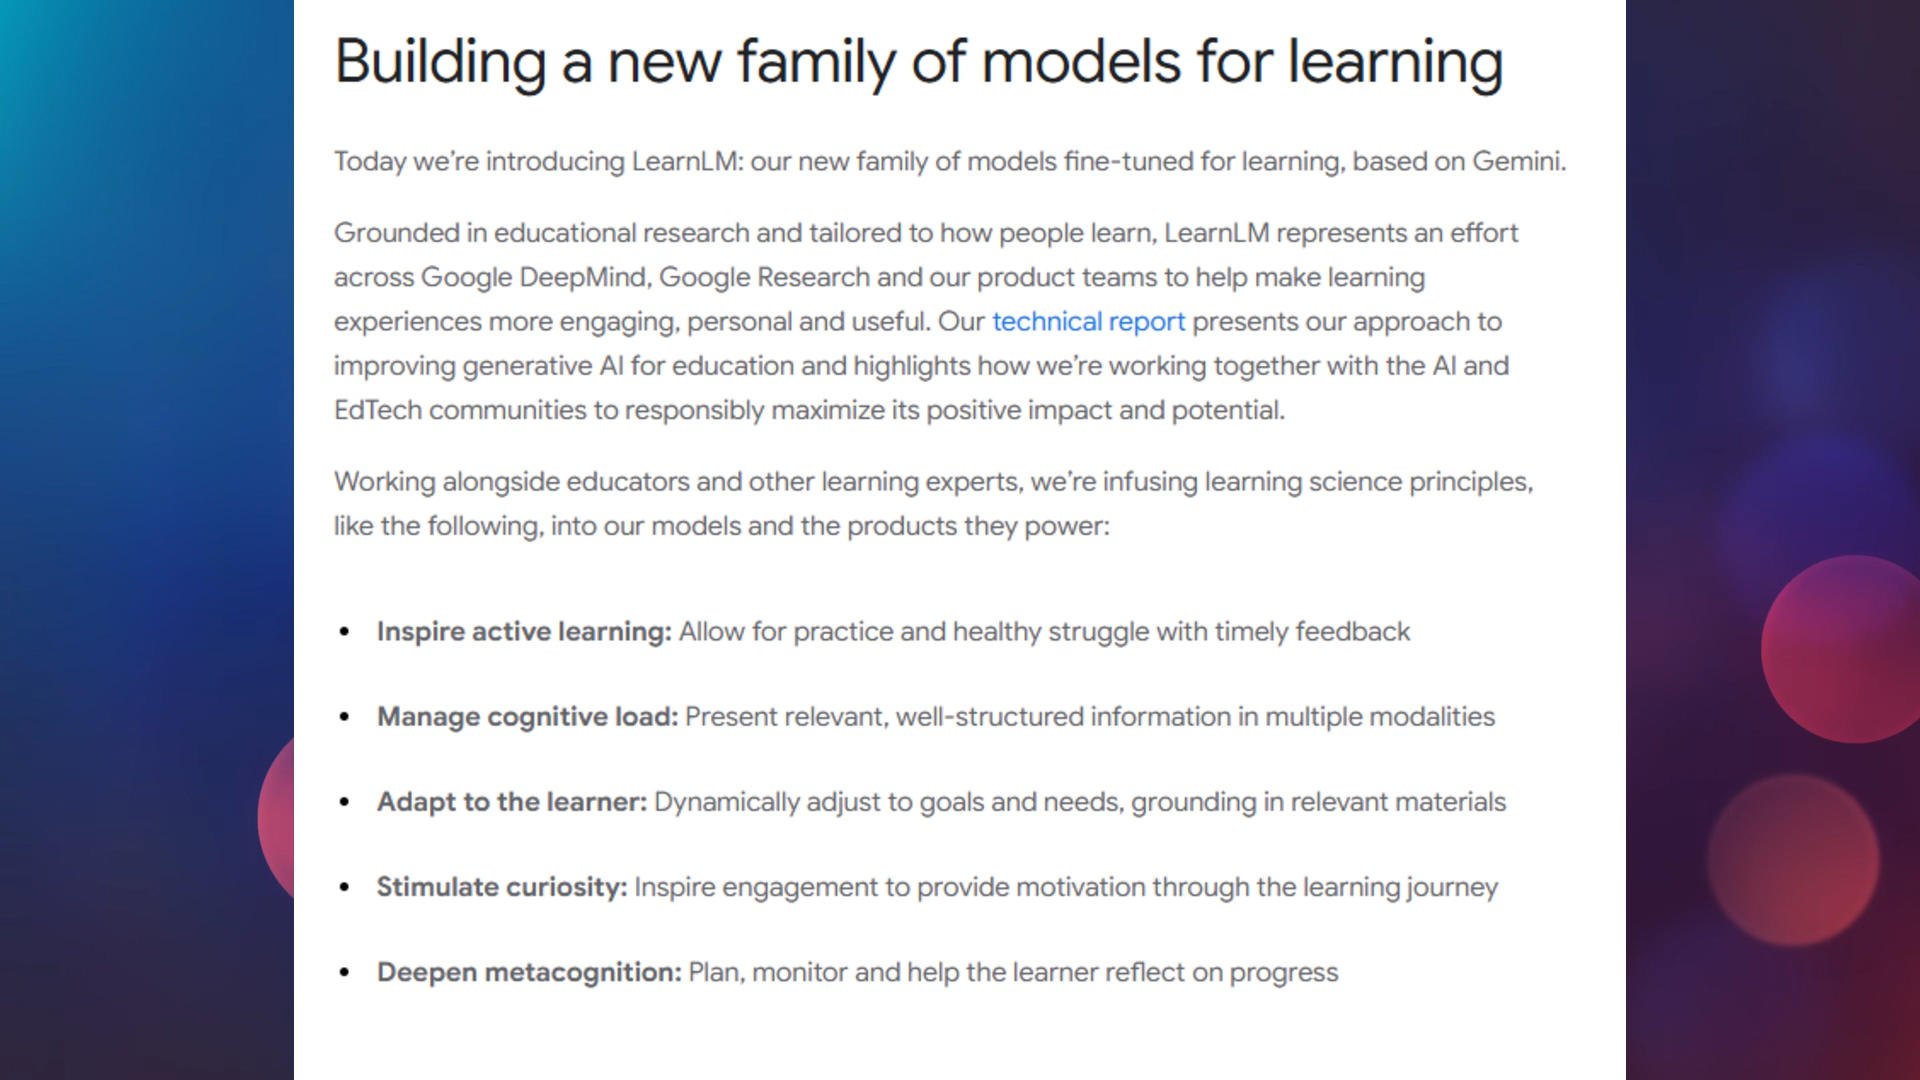 Building a new family of models for learning
Today we’re introducing LearnLM: our new family of models fine-tuned for learning, based on Gemini.
Grounded in educational research and tailored to how people learn, LearnLM represents an effort
across Google DeepMind, Google Research and our product teams to help make learning
experiences more engaging, personal and useful. Our technical report presents our approach to
improving generative AI for education and highlights how we’re working together with the AI and
EdTech communities to responsibly maximize its positive impact and potential.
Working alongside educators and other learning experts, we’re infusing learning science principles,
like the following, into our models and the products they power:
• Inspire active learning: Allow for practice and healthy struggle with timely feedback
• Manage cognitive load: Present relevant, well-structured information in multiple modalities
• Adapt to the learner: Dynamically adjust to goals and needs, grounding in relevant materials
• Stimulate curiosity: Inspire engagement to provide motivation through the learning journey
• Deepen metacognition: Plan, monitor and help the learner reflect on progress